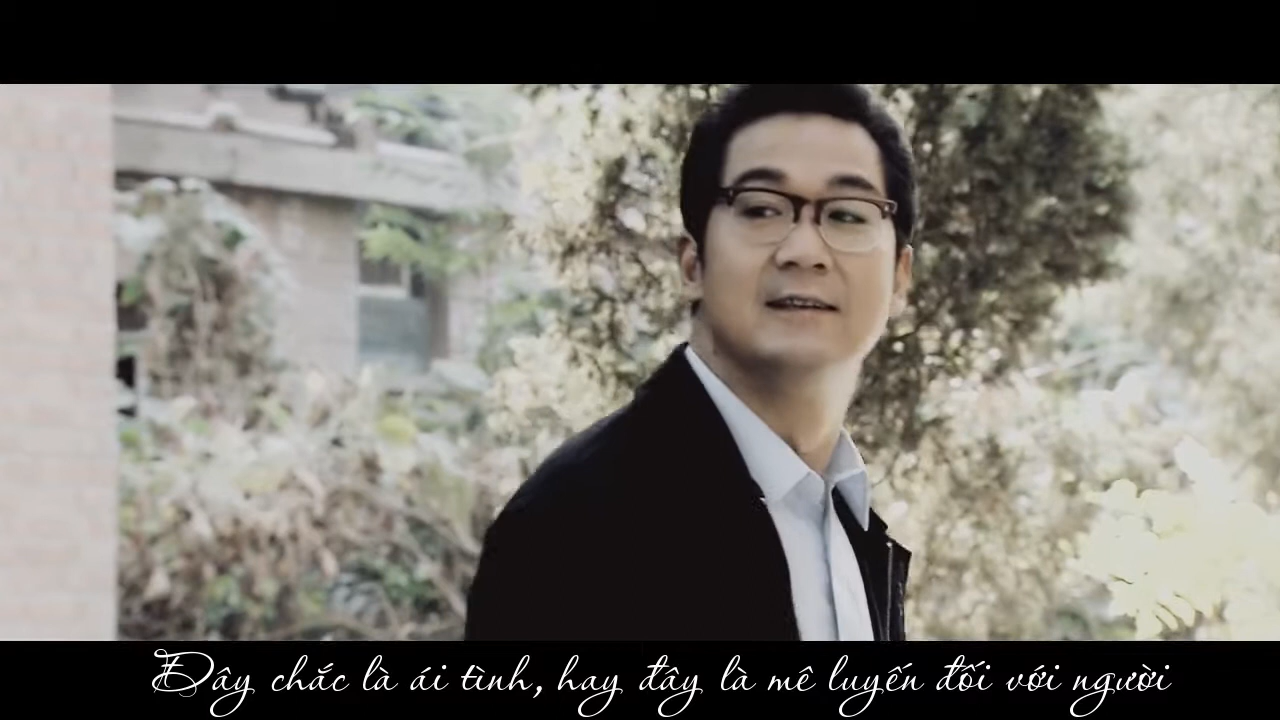 Đây chắc là ái tình, hay đây là mê luyến đối với người